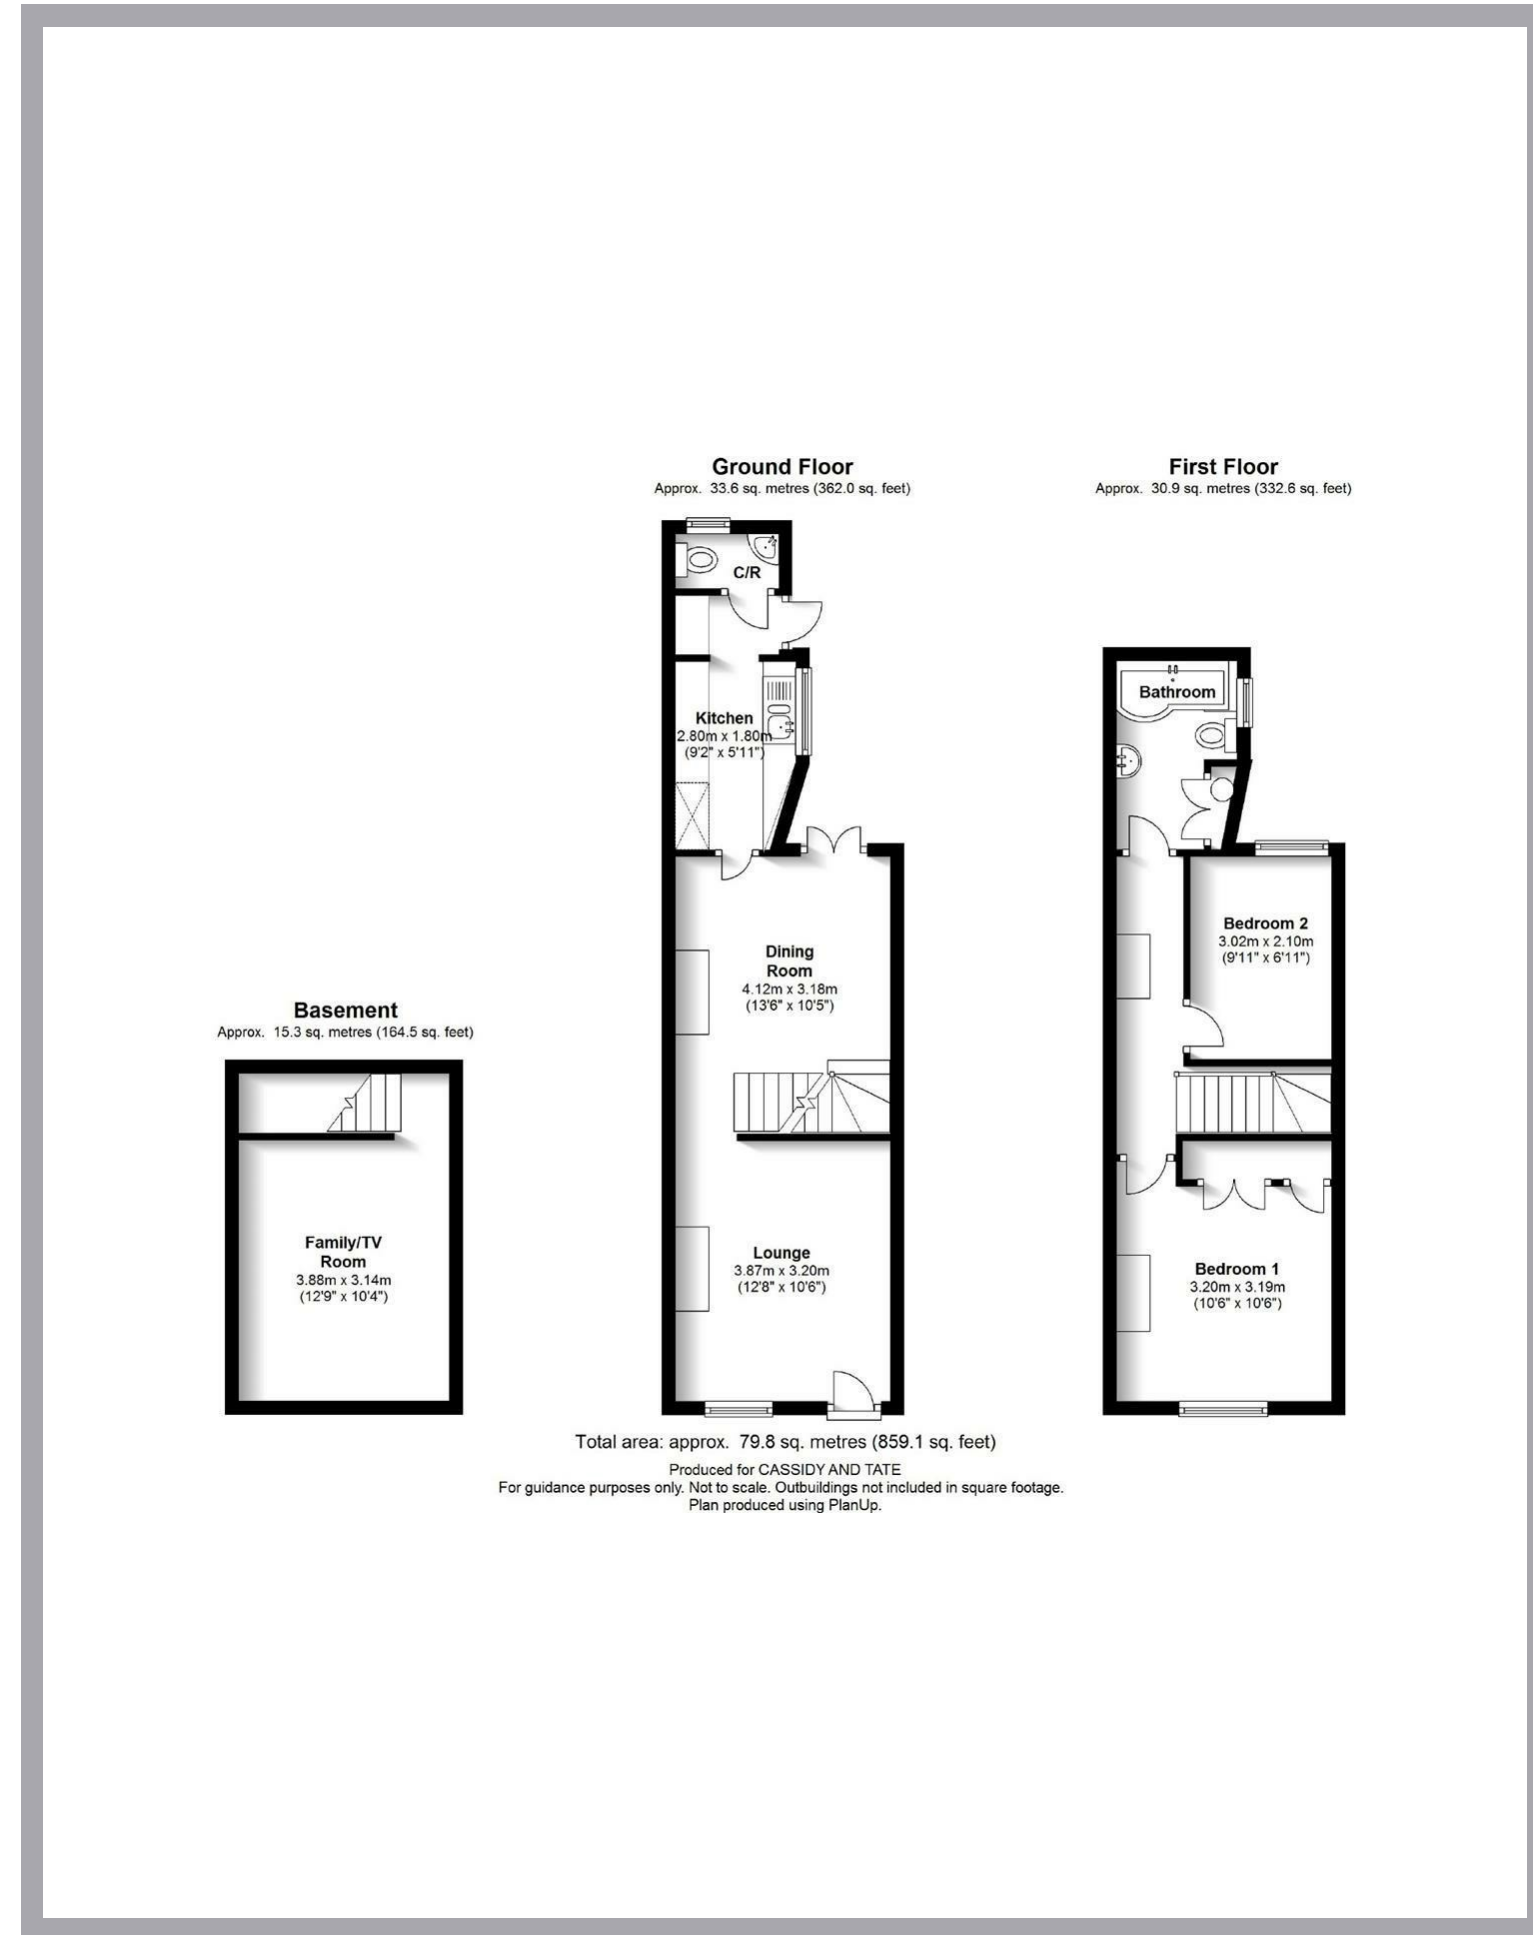 Ground Floor
Approx. 33.6 sq. metres (362.0 sq. feet)
C/R
Kitchen
2.80m x 1.80m
(9'2" x 5'11")
Dining
Room
4.12m x 3.18m
(13'6" x 10'5")
Lounge
3.87m x 3.20m
(12'8" x 10'6")
First Floor
Approx. 30.9 sq. metres (332.6 sq. feet)
Bathroom
Bedroom 2
3.02m x 2.10m
(9'11" x 6'11")
Bedroom 1
3.20m x 3.19m
(10'6" x 10'6")
Basement
Approx. 15.3 sq. metres (164.5 sq. feet)
Family/TV
Room
3.88m x 3.14m
(12'9" x 10'4")
Total area: approx. 79.8 sq. metres (859.1 sq. feet)
Produced for CASSIDY AND TATE
For guidance purposes only. Not to scale. Outbuildings not included in square footage.
Plan produced using PlanUp.